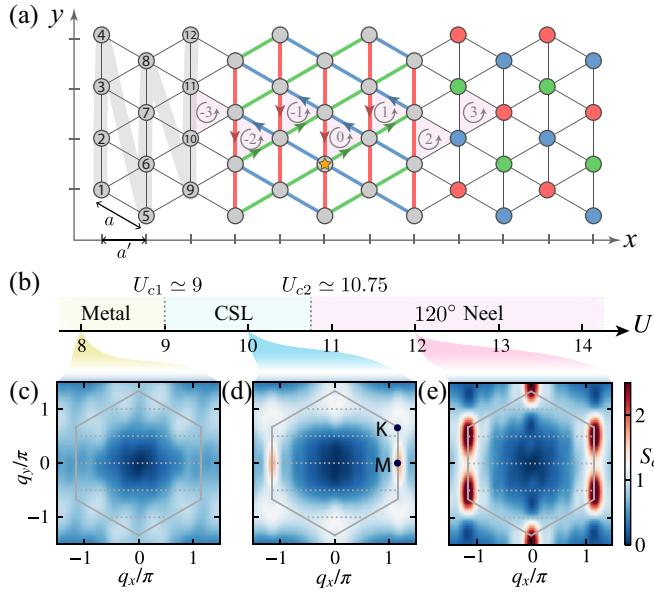 (a) y
4 12
8
3 11
7 -3 -1 1 3
2 10 -2 0 2
6
1 9
5
a
a′ x
(b) U_{c1} ≃ 9 U_{c2} ≃ 10.75
Metal CSL 120° Neel
8 9 10 11 12 13 14 U
(c) (d) (e)
K
M
q_y/π
1
0
−1
−1 0 1 −1 0 1 −1 0 1
q_x/π q_x/π q_x/π
2
1
0